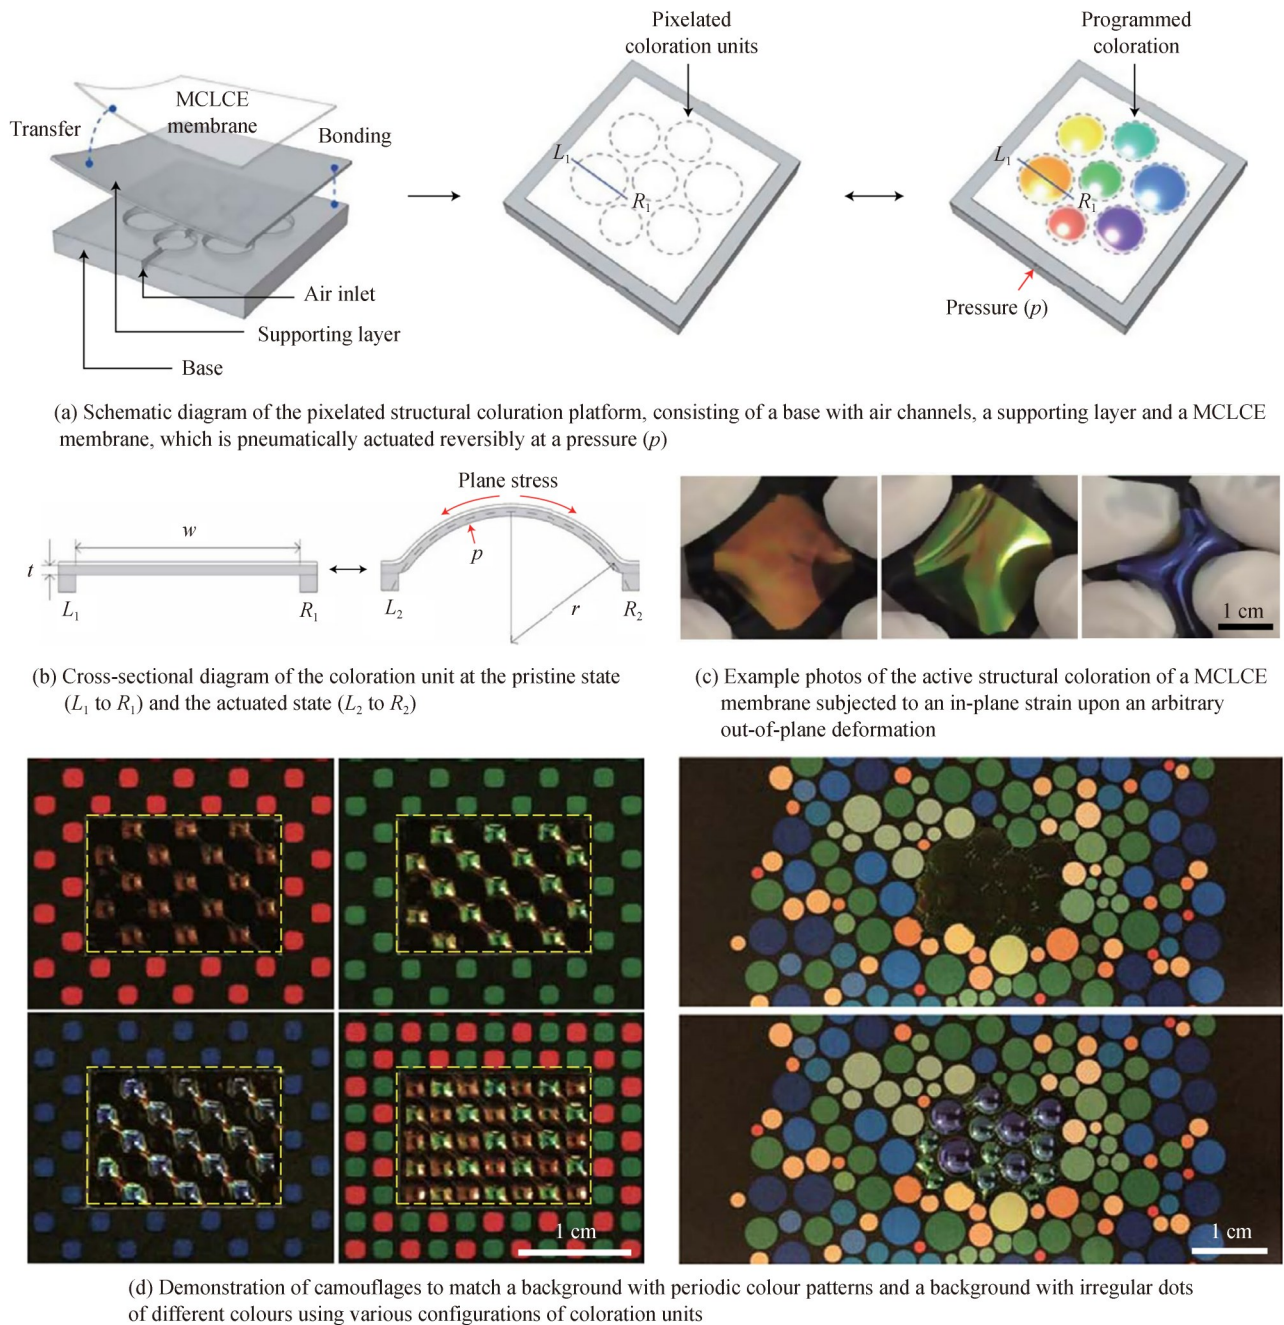 Pixelated
coloration units
Programmed
coloration
MCLCE
membrane
Transfer
Bonding
L1
R1
L1
R1
Air inlet
Supporting layer
Base
Pressure (p)
(a) Schematic diagram of the pixelated structural coluration platform, consisting of a base with air channels, a supporting layer and a MCLCE
membrane, which is pneumatically actuated reversibly at a pressure (p)
Plane stress
w
p
t
r
L1
R1
L2
R2
1 cm
(b) Cross-sectional diagram of the coloration unit at the pristine state
(L1 to R1) and the actuated state (L2 to R2)
(c) Example photos of the active structural coloration of a MCLCE
membrane subjected to an in-plane strain upon an arbitrary
out-of-plane deformation
1 cm
1 cm
(d) Demonstration of camouflages to match a background with periodic colour patterns and a background with irregular dots
of different colours using various configurations of coloration units